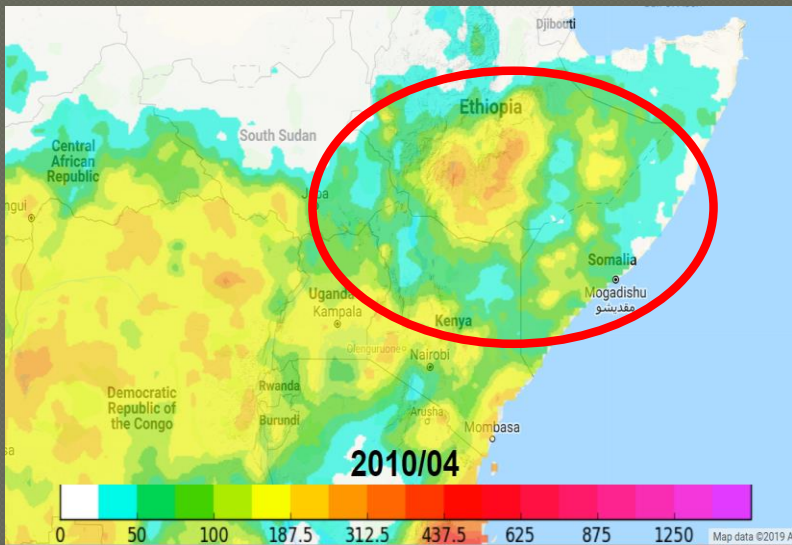 Djibouti
Ethiopia
South Sudan
Central
African
Republic
Juba
ngui
Somalia
Mogadishu
مقديشو
Uganda
Kampala
Kenya
Nairobi
Rwanda
Democratic
Republic of
the Congo
Burundi
Arusha
Mombasa
2010/04
0 50 100 187.5 312.5 437.5 625 875 1250
Map data ©2019 A